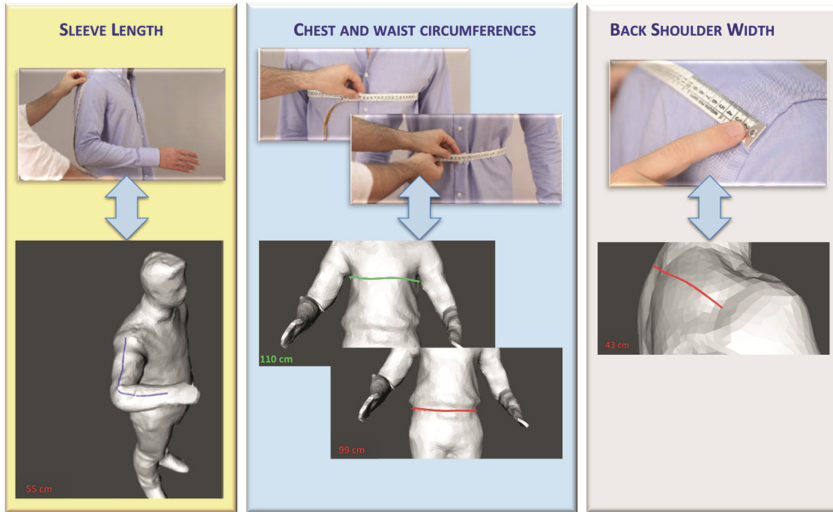 SLEEVE LENGTH
55 cm
CHEST AND WAIST CIRCUMFERENCES
110 cm
99 cm
BACK SHOULDER WIDTH
43 cm